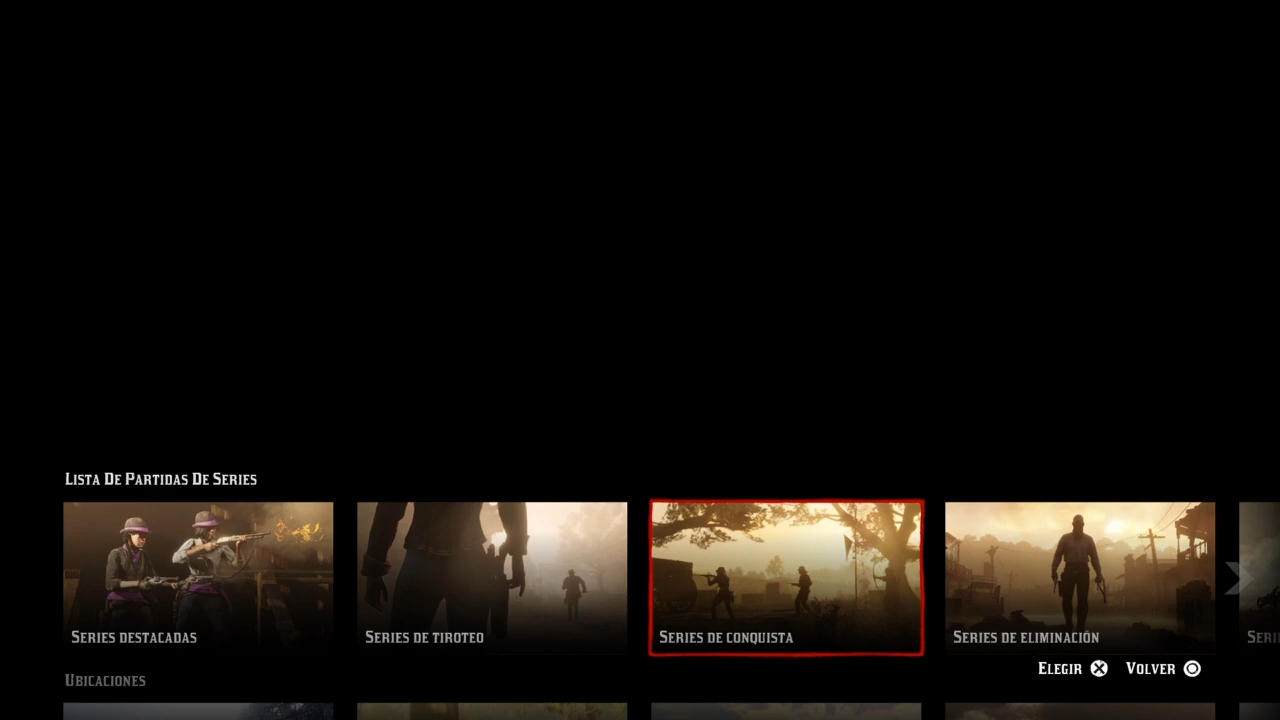 Lista De Partidas De Series
Series destacadas
Series de tiroteo
Series de conquista
Series de eliminación
Elegir
Volver
Ubicaciones